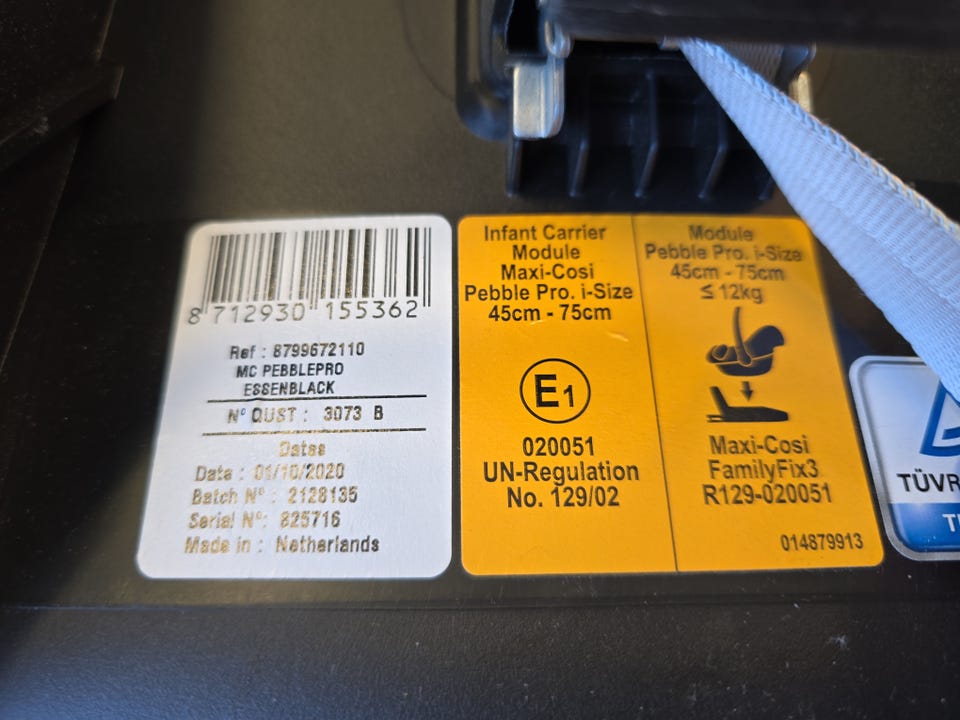 8 712930 155362
Ref : 8799672110
MC PEBBLEPRO
ESSENBLACK
N° OUST : 3073 B
Dates
Date : 01/10/2020
Batch N° : 2128135
Serial N°: 825716
Made in : Netherlands
Infant Carrier
Module
Maxi-Cosi
Pebble Pro. i-Size
45cm - 75cm
E1
020051
UN-Regulation
No. 129/02
Module
Pebble Pro. i-Size
45cm - 75cm
≤ 12kg
Maxi-Cosi
FamilyFix3
R129-020051
014879913
TÜVR